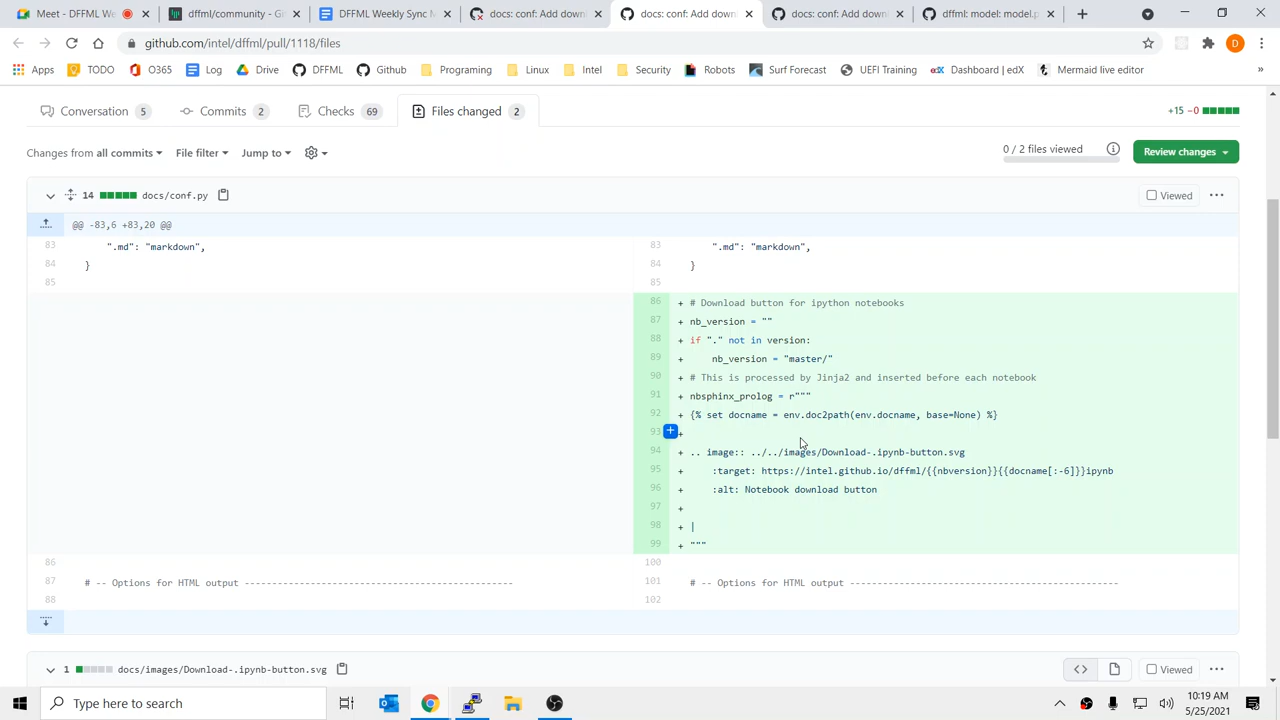 Meet - DFFML Weekly Sy
dffml/community - Gi
DFFML Weekly Sync M
docs: conf: Add down
docs: conf: Add down
docs: conf: Add down
dffml: model: model.p
github.com/intel/dffml/pull/1118/files
D
Apps
TODO
O365
Log
Drive
DFFML
Github
Programing
Linux
Intel
Security
Robots
Surf Forecast
UEFI Training
edX
Dashboard | edX
Mermaid live editor
»
Conversation 5
Commits 2
Checks 69
Files changed 2
+15 −0
Changes from all commits
File filter
Jump to
0 / 2 files viewed
Review changes
14 docs/conf.py
Viewed
@@ -83,6 +83,20 @@
83 ".md": "markdown", 83 ".md": "markdown",
84 } 84 }
85 85
86 + # Download button for ipython notebooks
87 + nb_version = ""
88 + if "." not in version:
89 + nb_version = "master/"
90 + # This is processed by Jinja2 and inserted before each notebook
91 + nbsphinx_prolog = r"""
92 + {% set docname = env.doc2path(env.docname, base=None) %}
93 +
94 + .. image:: ../../images/Download-.ipynb-button.svg
95 + :target: https://intel.github.io/dffml/{{nbversion}}{{docname[:-6]}}ipynb
96 + :alt: Notebook download button
97 +
98 + |
99 + """
86 100
87 # -- Options for HTML output ------------------------------------------------- 101 # -- Options for HTML output -------------------------------------------------
88 102
1 docs/images/Download-.ipynb-button.svg
Viewed
Type here to search
10:19 AM
5/25/2021